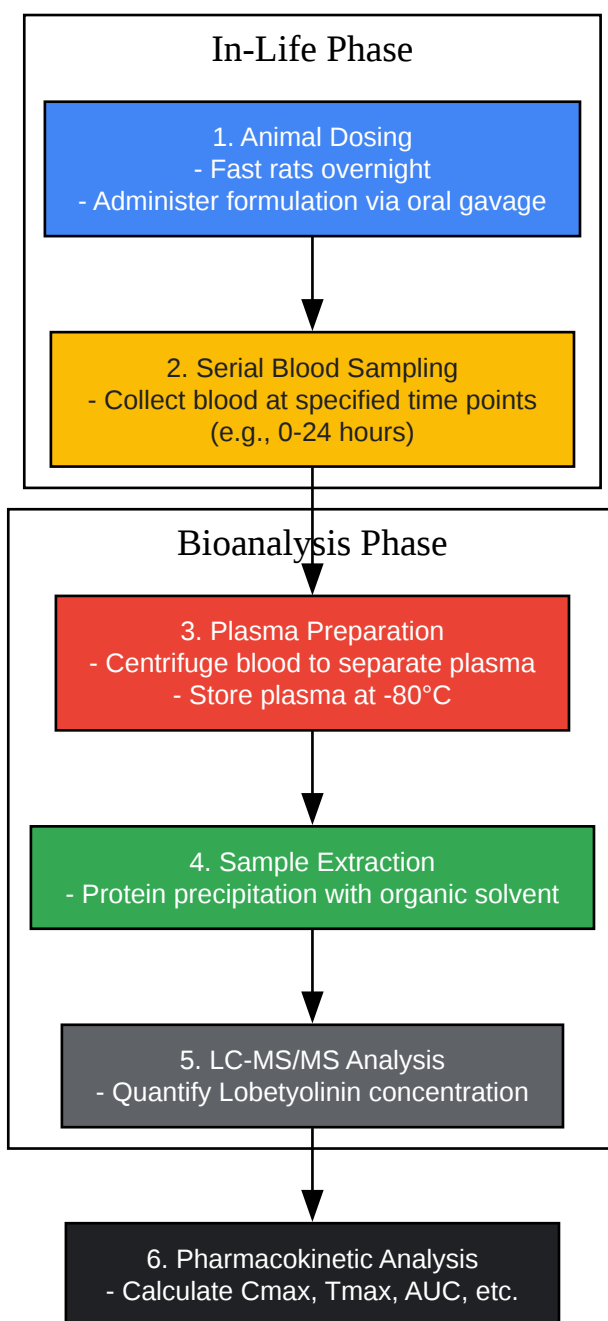 In-Life Phase
1. Animal Dosing
- Fast rats overnight
- Administer formulation via oral gavage
2. Serial Blood Sampling
- Collect blood at specified time points
(e.g., 0-24 hours)
Bioanalysis Phase
3. Plasma Preparation
- Centrifuge blood to separate plasma
- Store plasma at -80°C
4. Sample Extraction
- Protein precipitation with organic solvent
5. LC-MS/MS Analysis
- Quantify Lobetyolinin concentration
6. Pharmacokinetic Analysis
- Calculate Cmax, Tmax, AUC, etc.